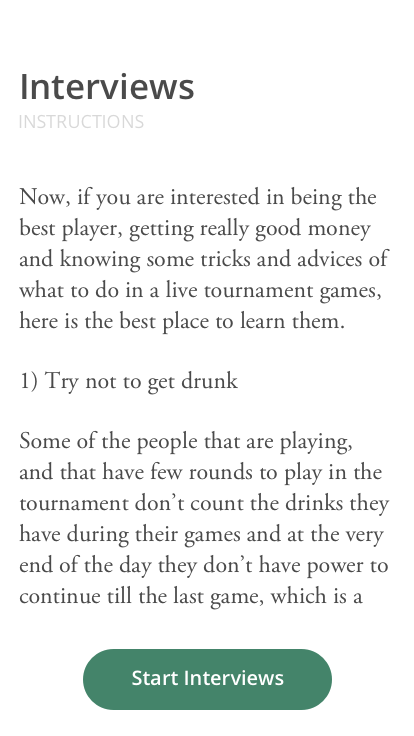 Interviews
INSTRUCTIONS
Now, if you are interested in being the
best player, getting really good money
and knowing some tricks and advices of
what to do in a live tournament games,
here is the best place to learn them.
1) Try not to get drunk
Some of the people that are playing,
and that have few rounds to play in the
tournament don’t count the drinks they
have during their games and at the very
end of the day they don’t have power to
continue till the last game, which is a
Start Interviews